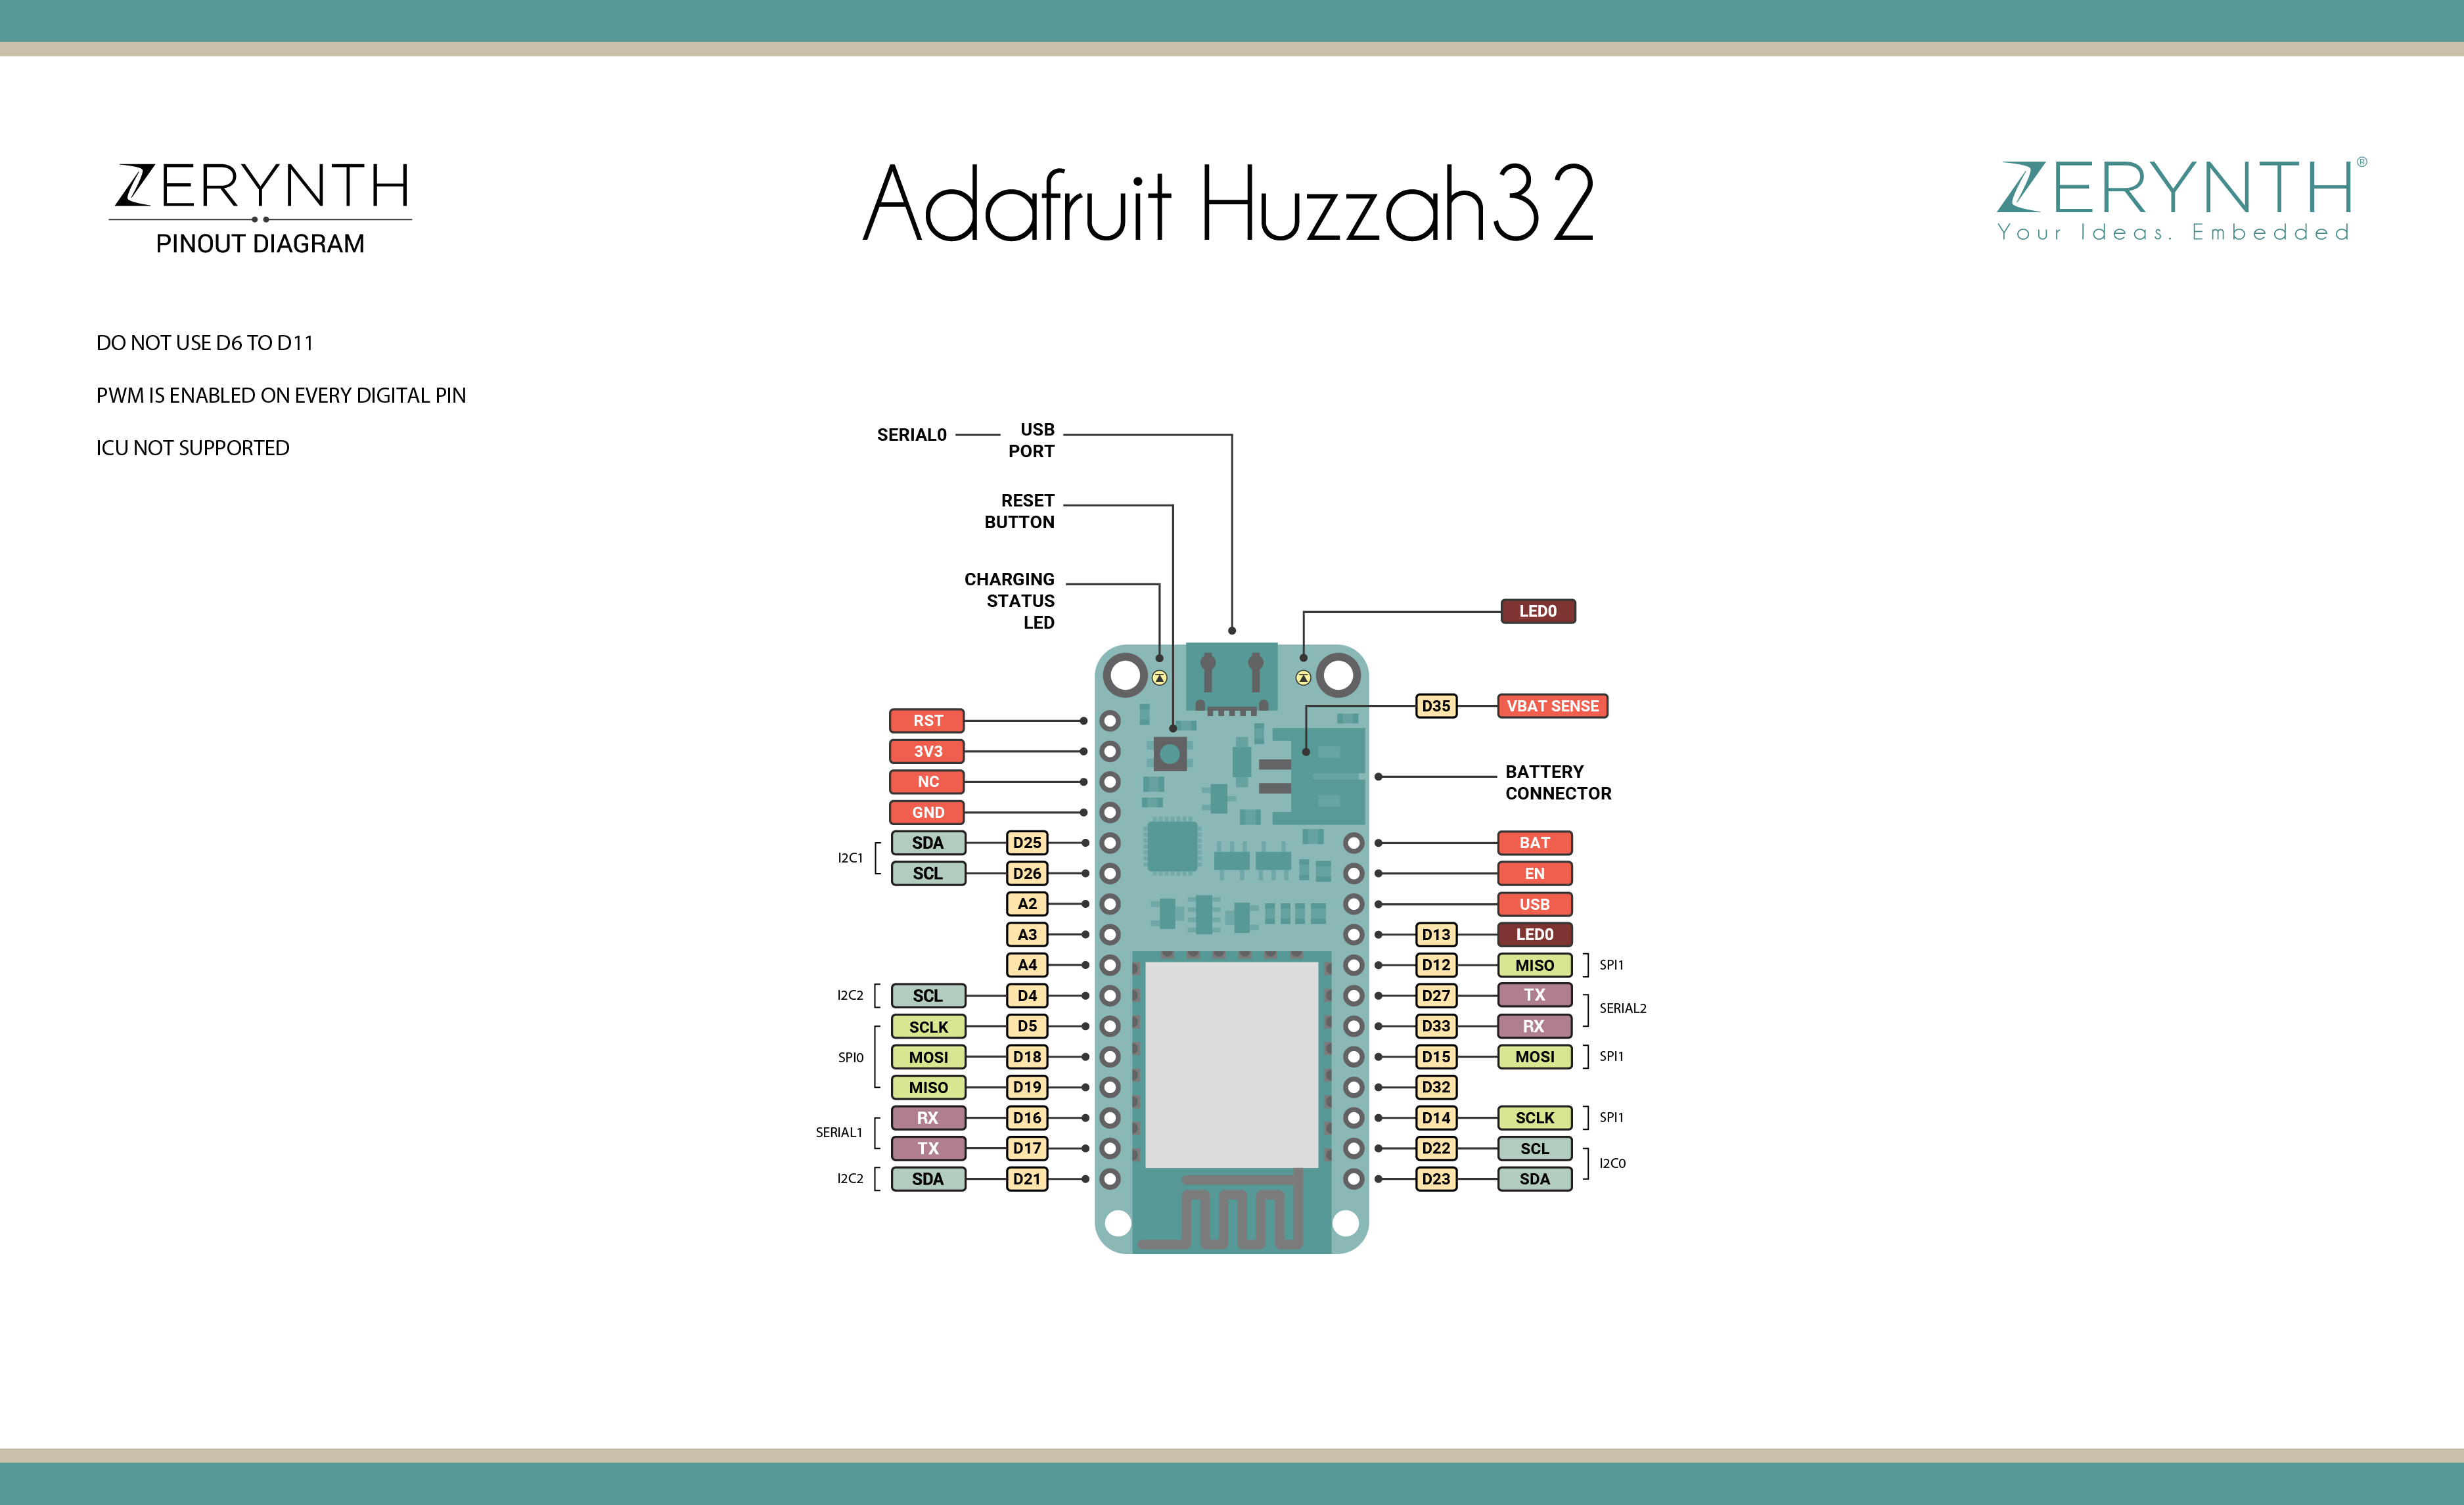 ZERYNTH
PINOUT DIAGRAM
Adafruit Huzzah32
ZERYNTH®
Your Ideas. Embedded
DO NOT USE D6 TO D11
PWM IS ENABLED ON EVERY DIGITAL PIN
ICU NOT SUPPORTED
SERIAL0
USB
PORT
RESET
BUTTON
CHARGING
STATUS
LED
RST
3V3
NC
GND
I2C1
SDA D25
SCL D26
A2
A3
A4
I2C2 SCL D4
SPI0
SCLK D5
MOSI D18
MISO D19
SERIAL1
RX D16
TX D17
I2C2 SDA D21
LED0
D35 VBAT SENSE
BATTERY
CONNECTOR
BAT
EN
USB
D13 LED0
D12 MISO SPI1
D27 TX
D33 RX
SERIAL2
D15 MOSI SPI1
D32
D14 SCLK SPI1
D22 SCL
D23 SDA
I2C0